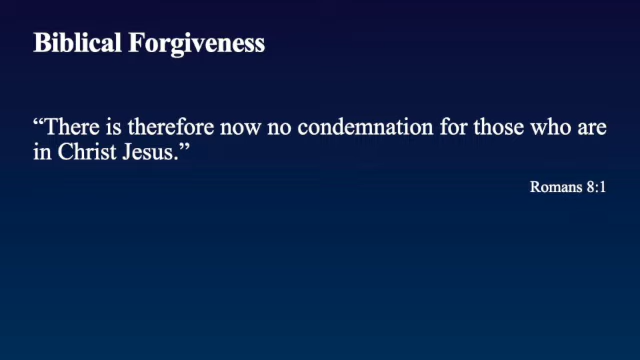 Biblical Forgiveness
“There is therefore now no condemnation for those who are
in Christ Jesus.”
Romans 8:1